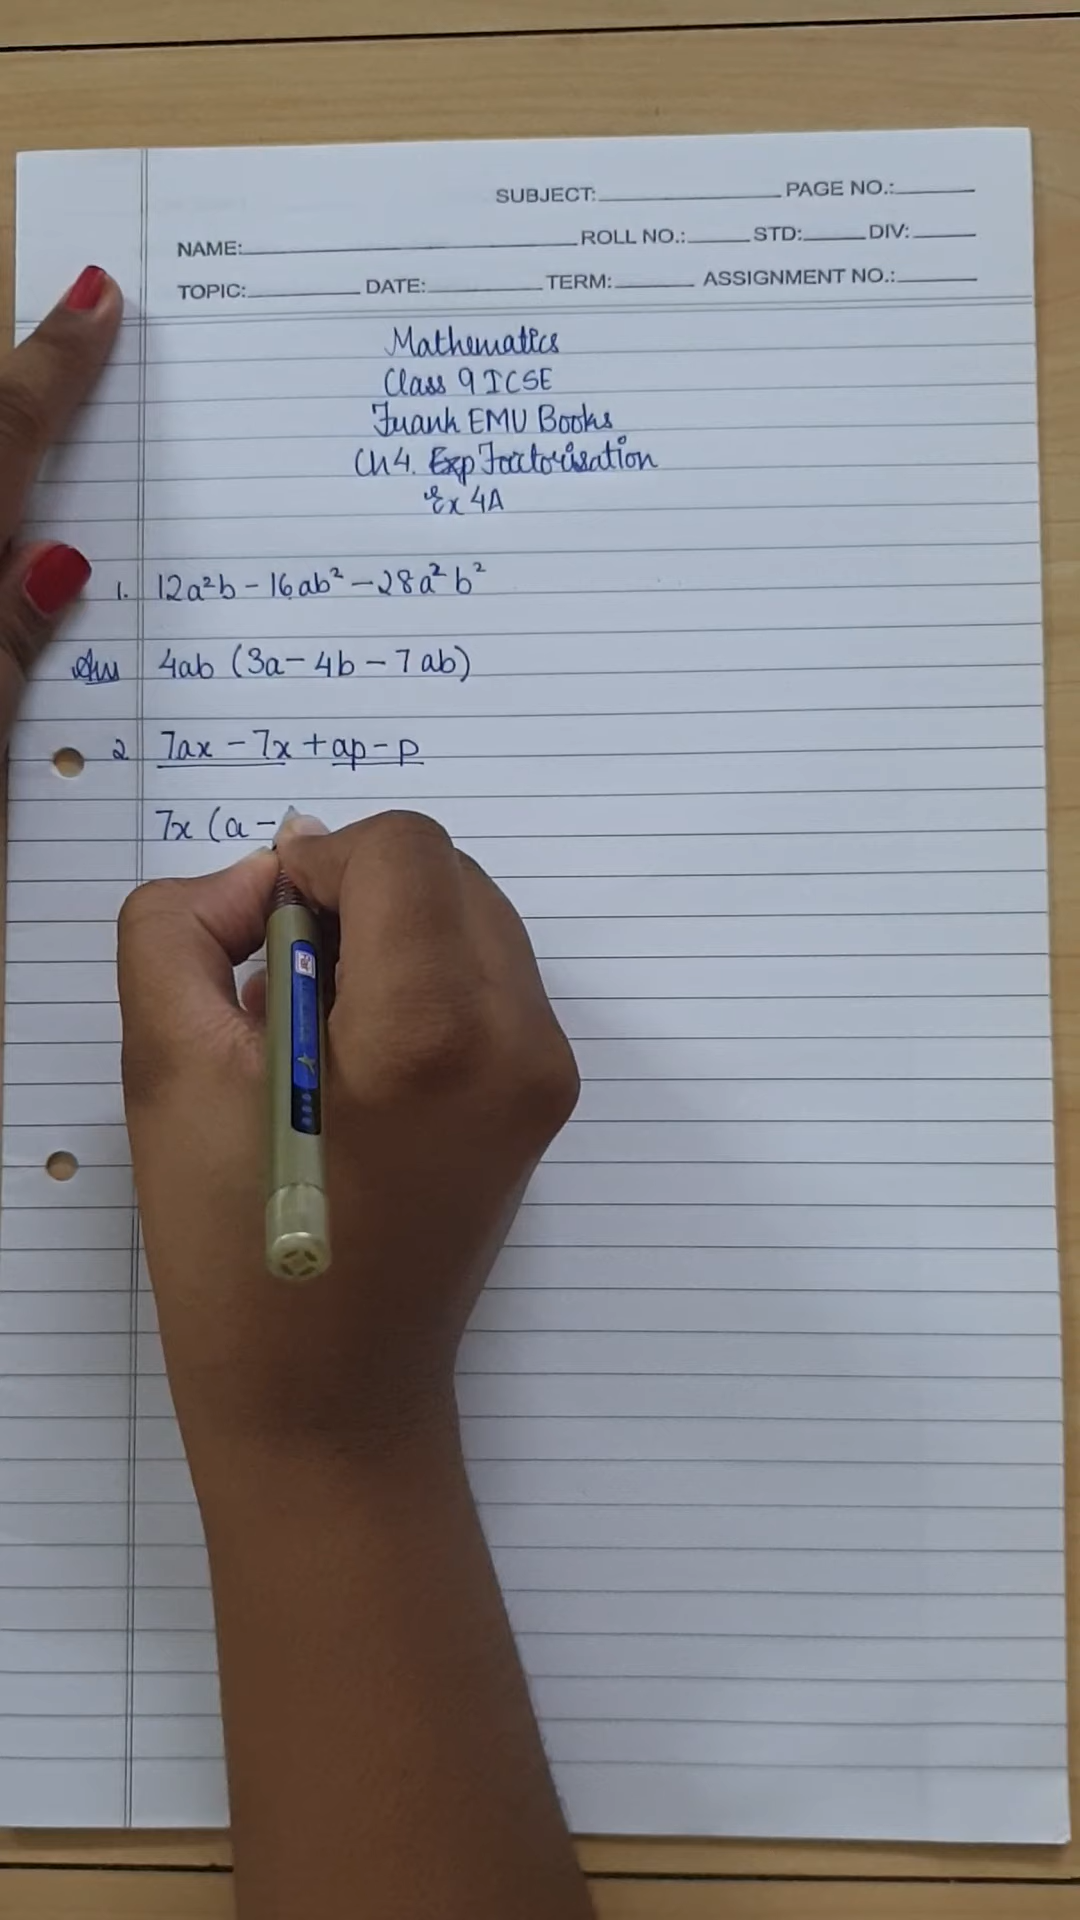 SUBJECT: PAGE NO.:
NAME: ROLL NO.: STD: DIV:
TOPIC: DATE: TERM: ASSIGNMENT NO.:
Mathematics
Class 9 ICSE
Frank EMU Books
Ch 4. Exp Factorisation
Ex 4A
1. 12a²b - 16ab² - 28a²b²
Ans 4ab (3a - 4b - 7ab)
2 7ax - 7x + ap - p
7x (a -